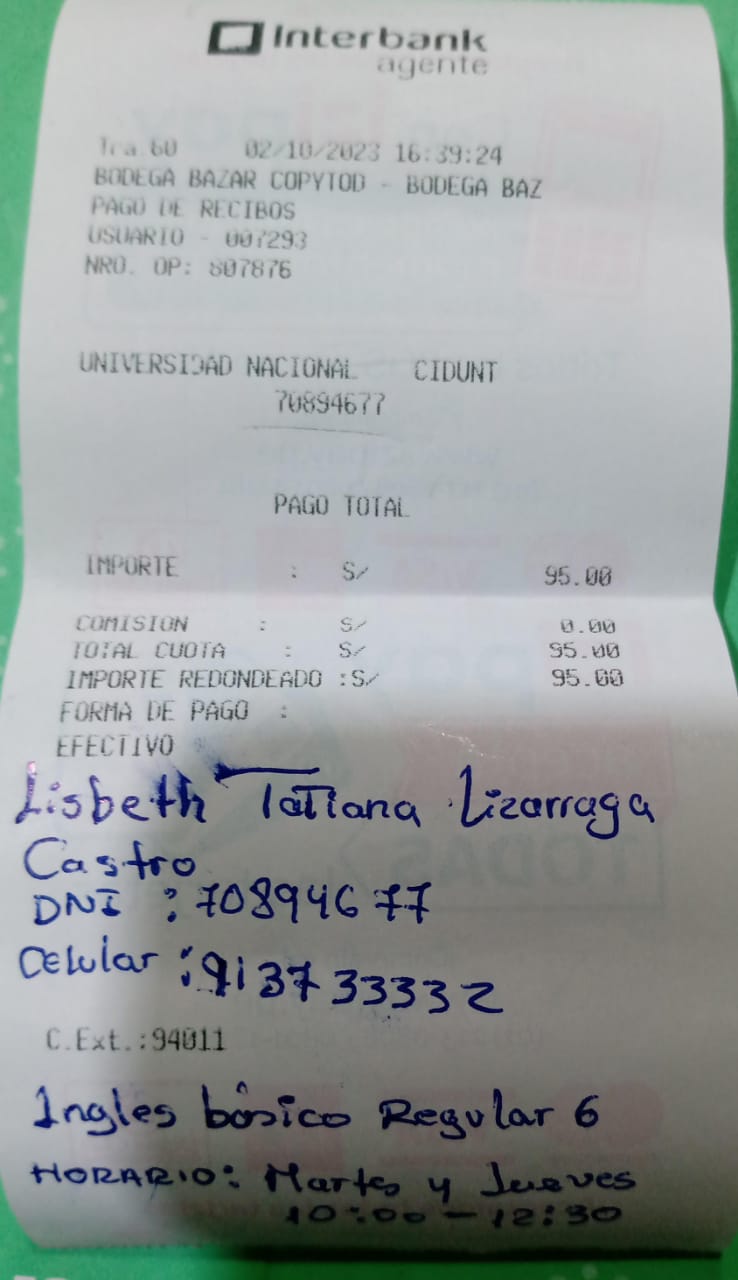 Interbank
agente
Tra.60 02/10/2023 16:39:24
BODEGA BAZAR COPYTOD - BODEGA BAZ
PAGO DE RECIBOS
USUARIO - 007293
NRO. OP: 807876
UNIVERSIDAD NACIONAL CIDUNT
70894677
PAGO TOTAL
IMPORTE : S/ 95.00
COMISION : S/ 0.00
TOTAL CUOTA : S/ 95.00
IMPORTE REDONDEADO :S/ 95.00
FORMA DE PAGO :
EFECTIVO
Lisbeth Tatiana Lizarraga
Castro
DNI : 70894677
Celular : 913733332
C.Ext.:94011
Ingles básico Regular 6
HORARIO: Martes y Jueves
10:00 - 12:30